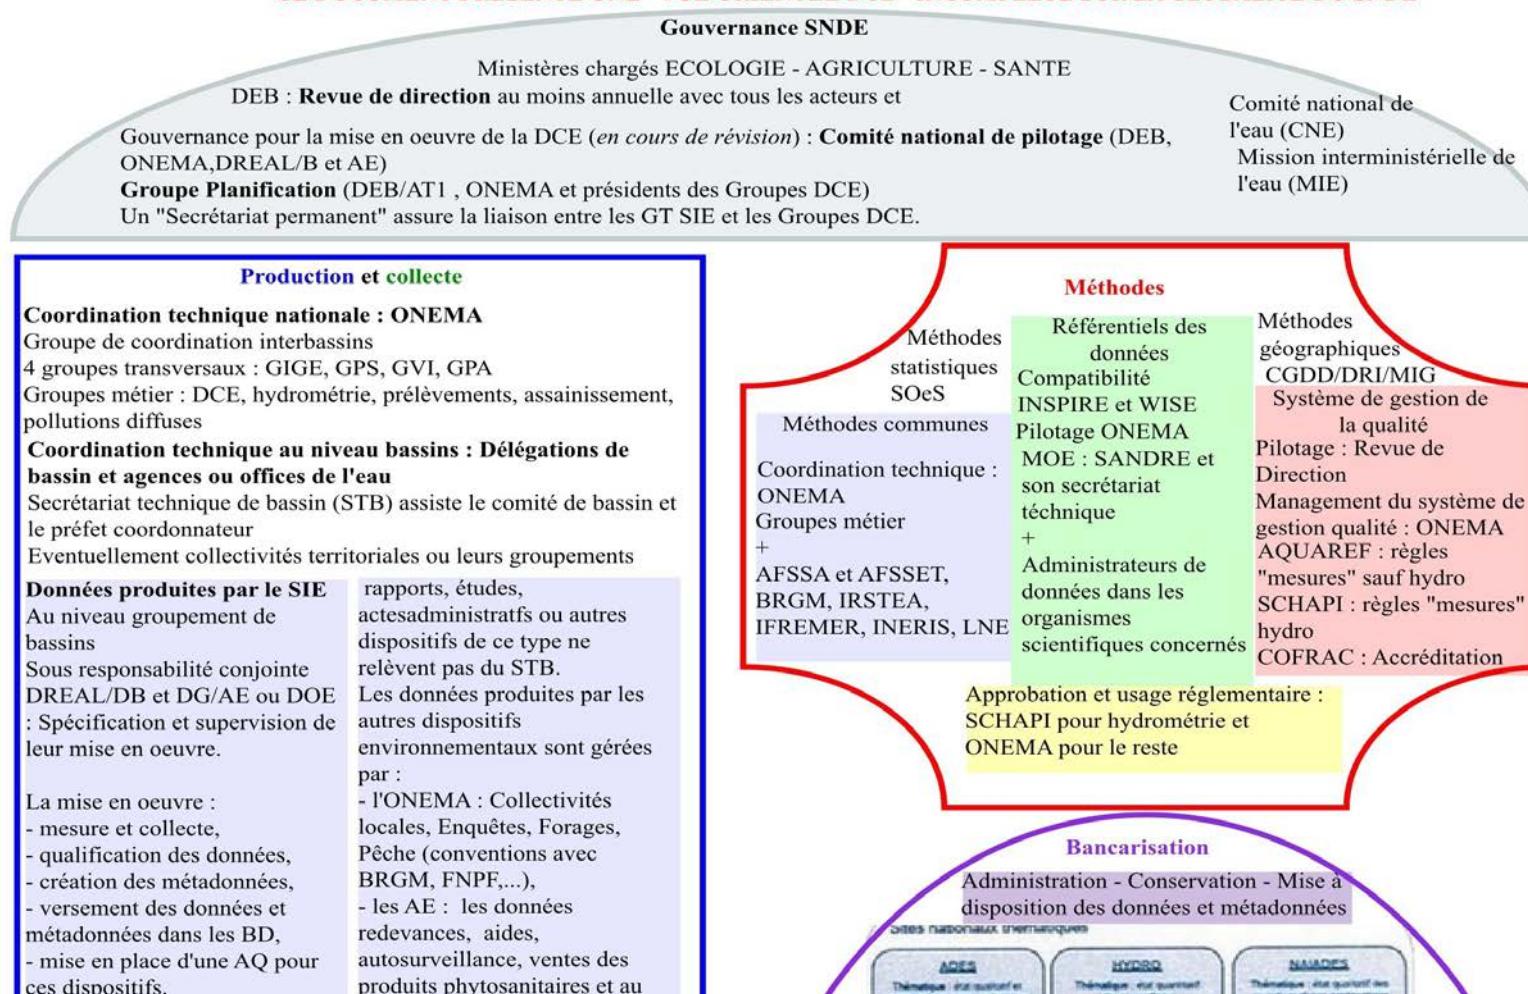 Gouvernance SNDE
Ministères chargés ECOLOGIE - AGRICULTURE - SANTE
DEB : Revue de direction au moins annuelle avec tous les acteurs et
Gouvernance pour la mise en oeuvre de la DCE (en cours de révision) : Comité national de pilotage (DEB,
ONEMA,DREAL/B et AE)
Groupe Planification (DEB/AT1 , ONEMA et présidents des Groupes DCE)
Un "Secrétariat permanent" assure la liaison entre les GT SIE et les Groupes DCE.
Comité national de
l'eau (CNE)
Mission interministérielle de
l'eau (MIE)
Production et collecte
Coordination technique nationale : ONEMA
Groupe de coordination interbassins
4 groupes transversaux : GIGE, GPS, GVI, GPA
Groupes métier : DCE, hydrométrie, prélèvements, assainissement,
pollutions diffuses
Coordination technique au niveau bassins : Délégations de
bassin et agences ou offices de l'eau
Secrétariat technique de bassin (STB) assiste le comité de bassin et
le préfet coordonnateur
Eventuellement collectivités territoriales ou leurs groupements
Données produites par le SIE
Au niveau groupement de
bassins
Sous responsabilité conjointe
DREAL/DB et DG/AE ou DOE
: Spécification et supervision de
leur mise en oeuvre.
La mise en oeuvre :
- mesure et collecte,
- qualification des données,
- création des métadonnées,
- versement des données et
métadonnées dans les BD,
- mise en place d'une AQ pour
ces dispositifs.
rapports, études,
actesadministratfs ou autres
dispositifs de ce type ne
relèvent pas du STB.
Les données produites par les
autres dispositifs
environnementaux sont gérées
par :
- l'ONEMA : Collectivités
locales, Enquêtes, Forages,
Pêche (conventions avec
BRGM, FNPF,...),
- les AE : les données
redevances, aides,
autosurveillance, ventes des
produits phytosanitaires et au
Méthodes
Méthodes
statistiques
SOeS
Méthodes communes
Coordination technique :
ONEMA
Groupes métier
+
AFSSA et AFSSET,
BRGM, IRSTEA,
IFREMER, INERIS, LNE
Référentiels des
données
Compatibilité
INSPIRE et WISE
Pilotage ONEMA
MOE : SANDRE et
son secrétariat
téchnique
+
Administrateurs de
données dans les
organismes
scientifiques concernés
Méthodes
géographiques
CGDD/DRI/MIG
Système de gestion de
la qualité
Pilotage : Revue de
Direction
Management du système de
gestion qualité : ONEMA
AQUAREF : règles
"mesures" sauf hydro
SCHAPI : règles "mesures"
hydro
COFRAC : Accréditation
Approbation et usage réglementaire :
SCHAPI pour hydrométrie et
ONEMA pour le reste
Bancarisation
Administration - Conservation - Mise à
disposition des données et métadonnées
Sites nationaux thématiques
ADES
Thématique : état quantitatif et
HYDRO
Thématique : état quantitatif
NAIADES
Thématique : état qualitatif des